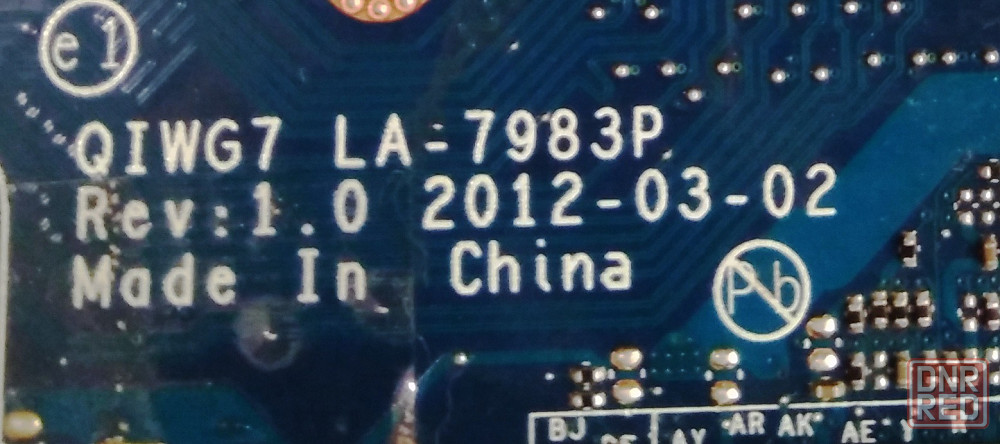 e1
QIWG7 LA-7983P
Rev:1.0 2012-03-02
Made In China
Pb
DNR
RED
BJ AY AR AK AE Y